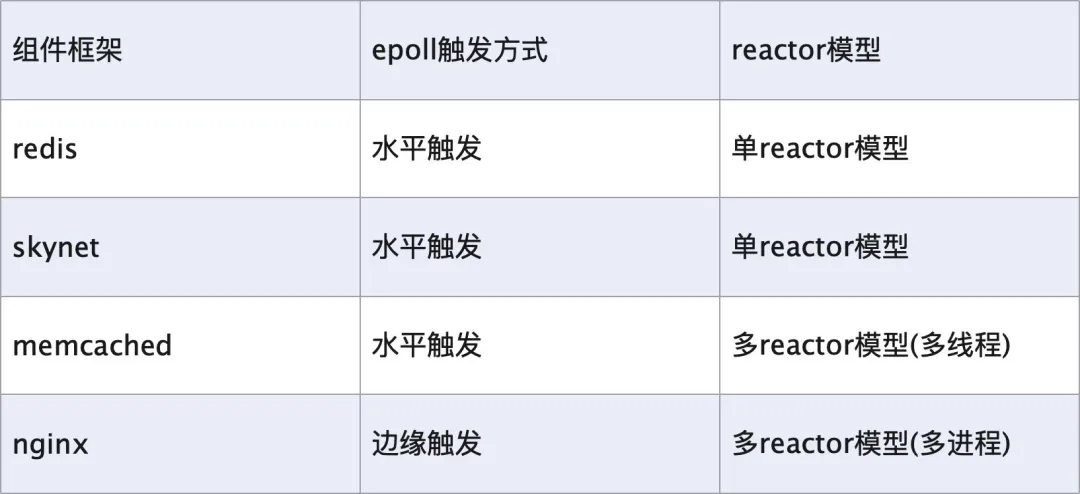 组件框架 epoll触发方式 reactor模型
redis 水平触发 单reactor模型
skynet 水平触发 单reactor模型
memcached 水平触发 多reactor模型(多线程)
nginx 边缘触发 多reactor模型(多进程)